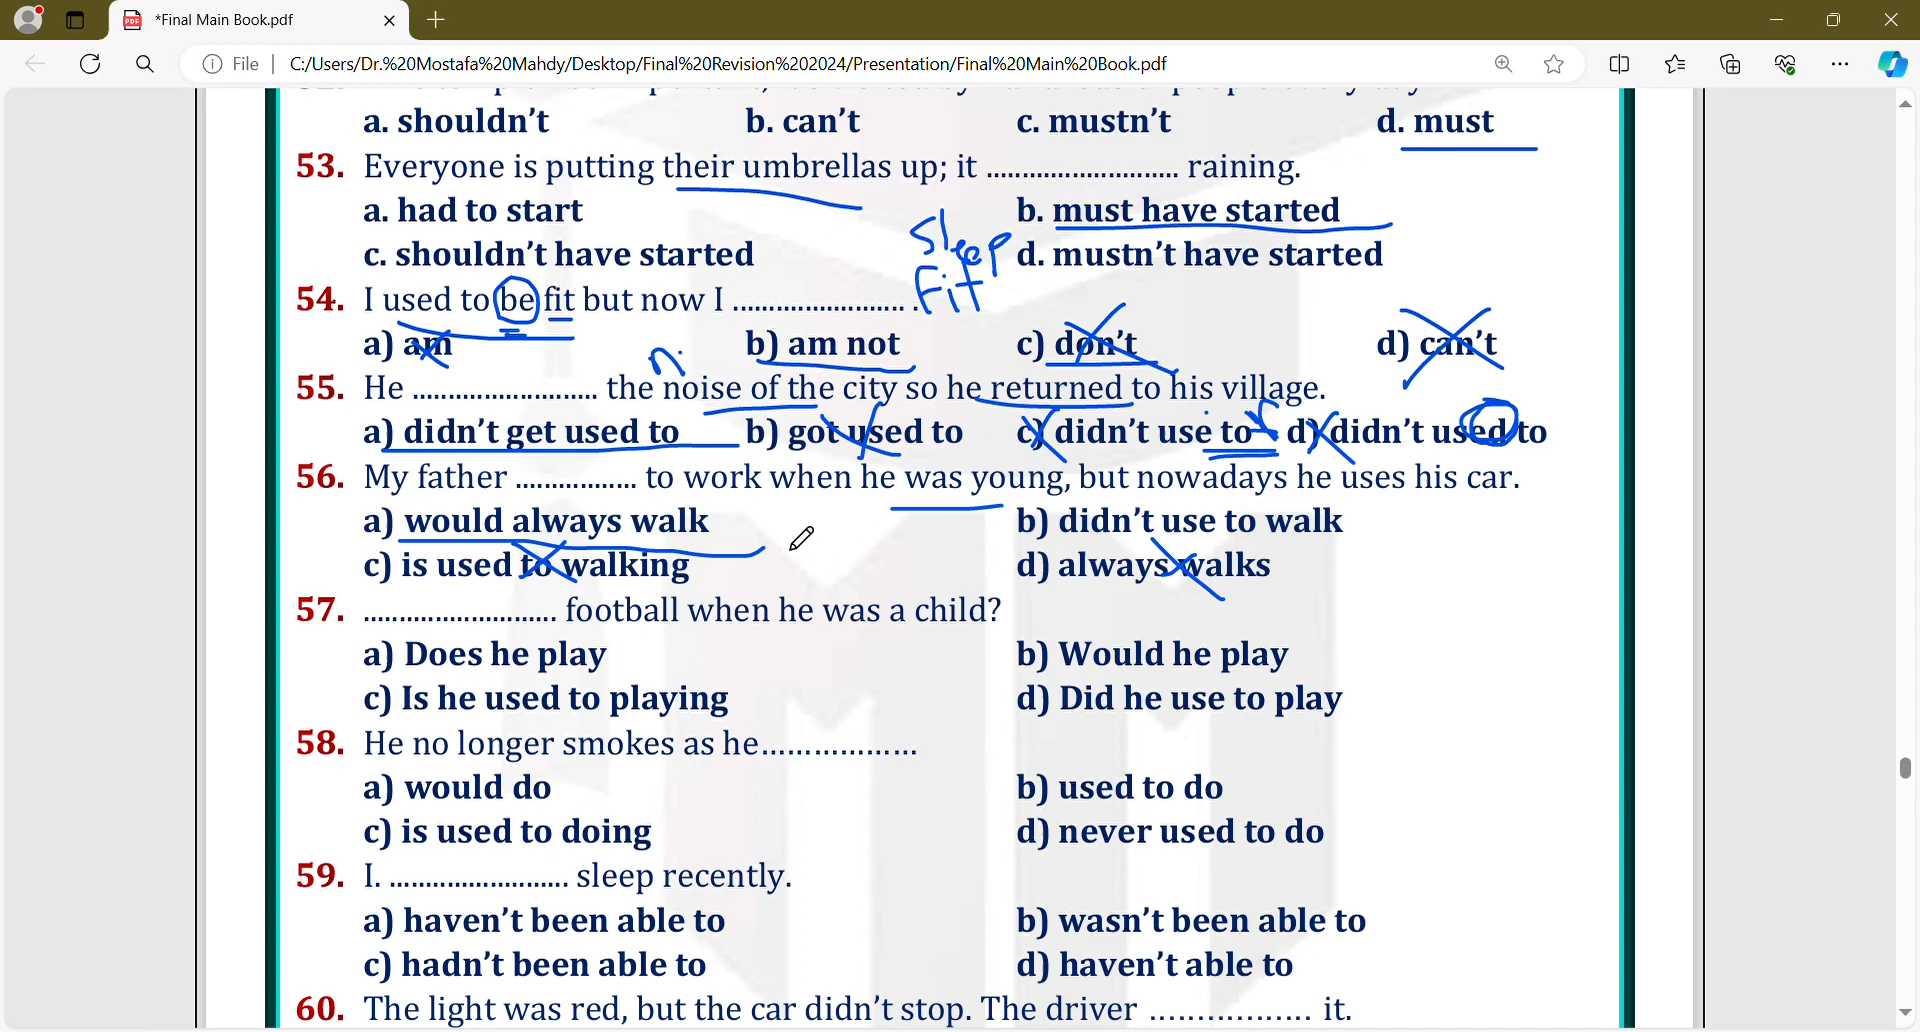 *Final Main Book.pdf
File | C:/Users/Dr.%20Mostafa%20Mahdy/Desktop/Final%20Revision%202024/Presentation/Final%20Main%20Book.pdf
a. shouldn't b. can't c. mustn't d. must
53. Everyone is putting their umbrellas up; it ........................... raining.
a. had to start b. must have started
Sleep
c. shouldn't have started d. mustn't have started
Fit
54. I used to be fit but now I ........................ .
a) am b) am not c) don't d) can't
n
55. He .......................... the noise of the city so he returned to his village.
a) didn't get used to b) got used to c) didn't use to d) didn't used to
56. My father ................. to work when he was young, but nowadays he uses his car.
a) would always walk b) didn't use to walk
c) is used to walking d) always walks
57. ........................... football when he was a child?
a) Does he play b) Would he play
c) Is he used to playing d) Did he use to play
58. He no longer smokes as he..................
a) would do b) used to do
c) is used to doing d) never used to do
59. I. ......................... sleep recently.
a) haven't been able to b) wasn't been able to
c) hadn't been able to d) haven't able to
60. The light was red, but the car didn't stop. The driver ................. it.